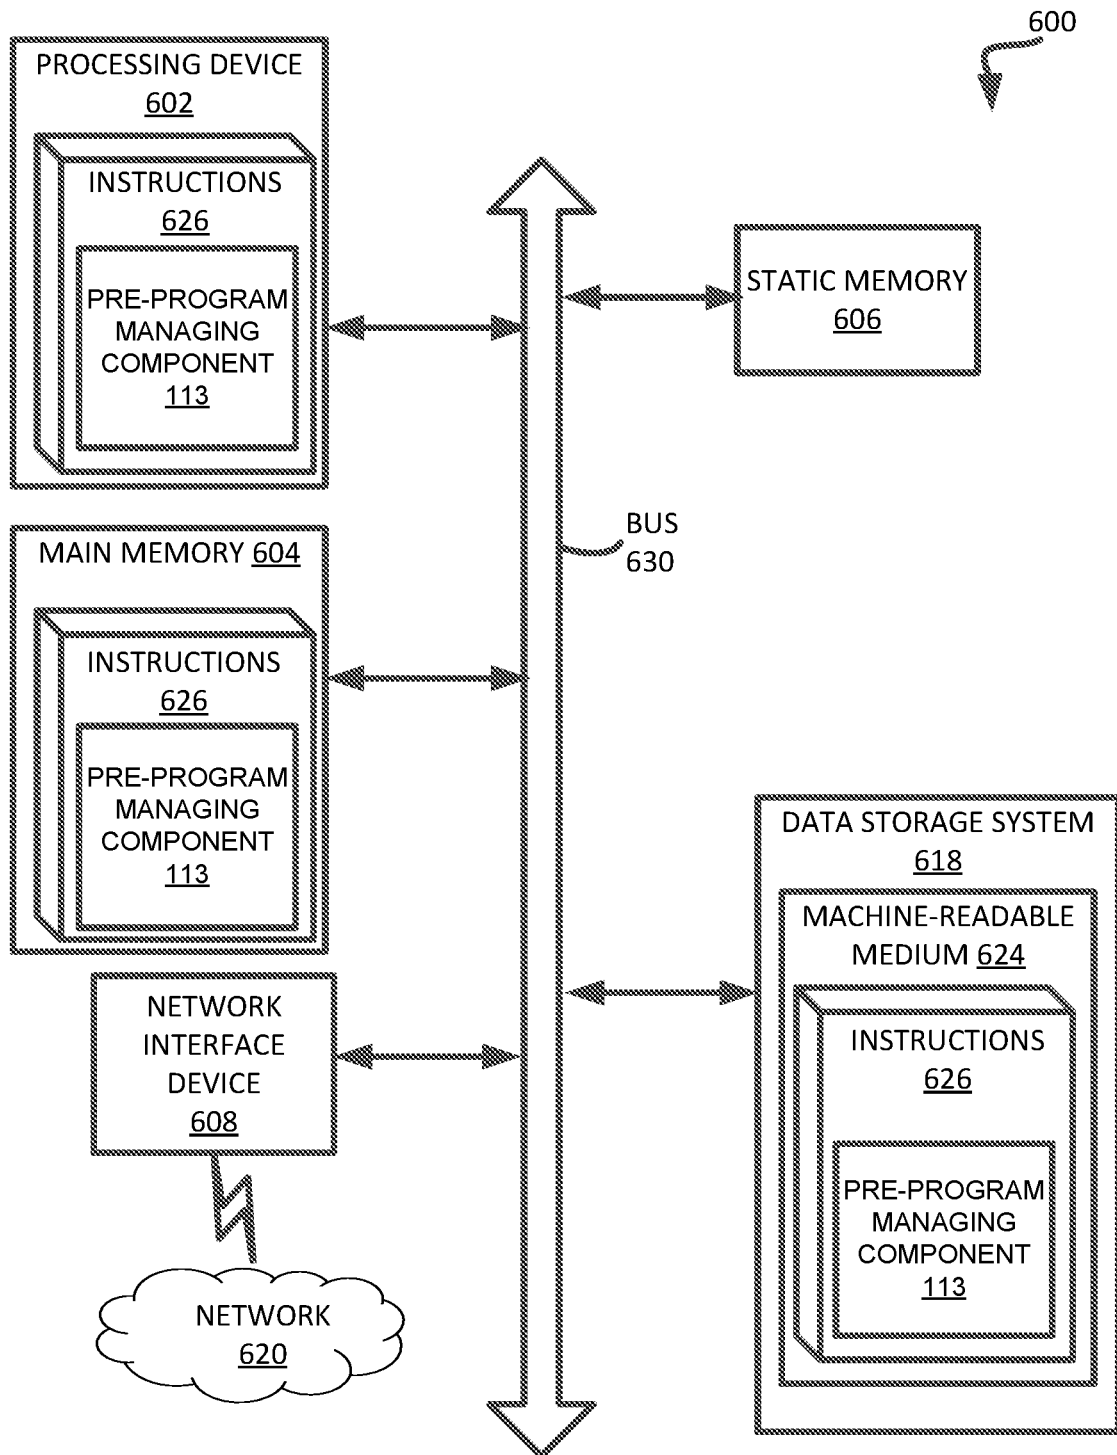 600
PROCESSING DEVICE
602
INSTRUCTIONS
626
PRE-PROGRAM
MANAGING
COMPONENT
113
STATIC MEMORY
606
BUS
630
MAIN MEMORY 604
INSTRUCTIONS
626
PRE-PROGRAM
MANAGING
COMPONENT
113
DATA STORAGE SYSTEM
618
MACHINE-READABLE
MEDIUM 624
INSTRUCTIONS
626
PRE-PROGRAM
MANAGING
COMPONENT
113
NETWORK
INTERFACE
DEVICE
608
NETWORK
620